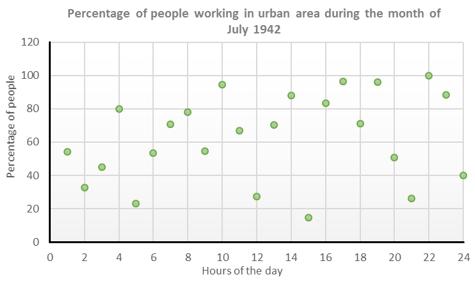 Percentage of people working in urban area during the month of
July 1942
Percentage of people
120
100
80
60
40
20
0
0 2 4 6 8 10 12 14 16 18 20 22 24
Hours of the day